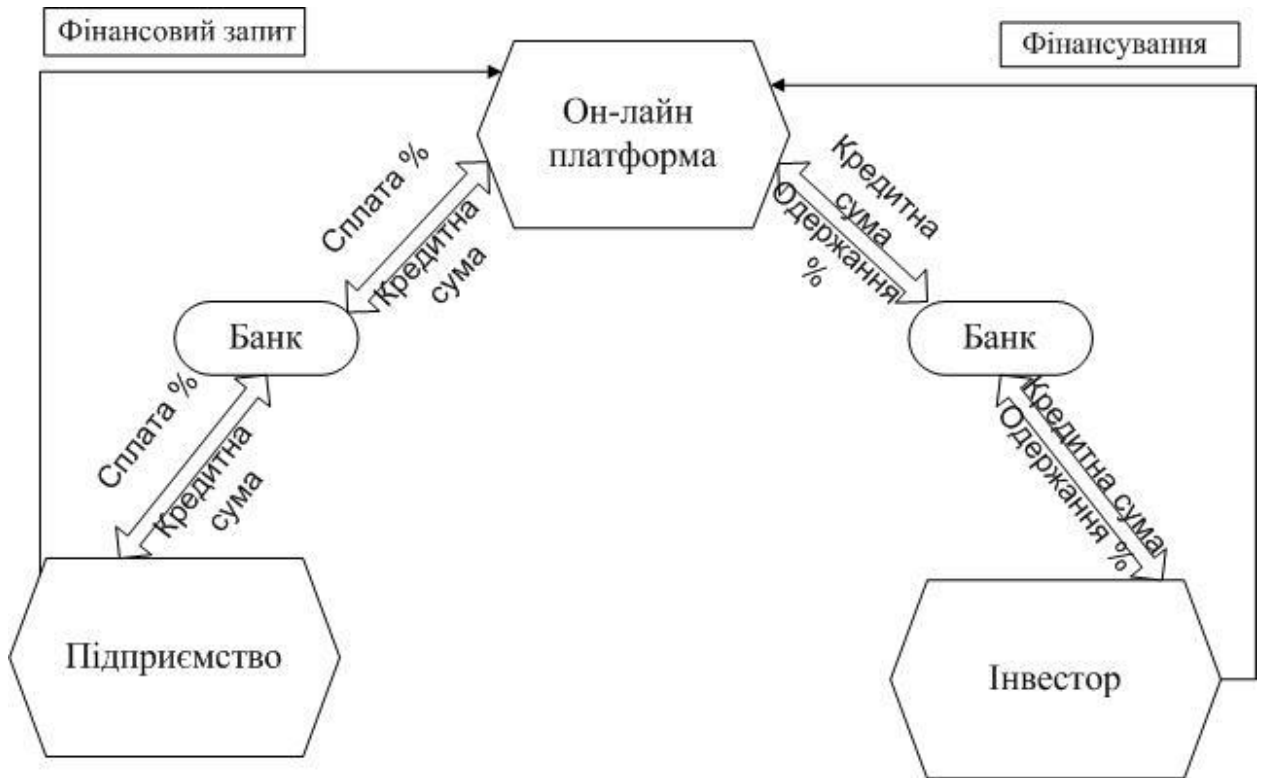 Фінансовий запит
Фінансування
Он-лайн
платформа
Сплата %
Кредитна
сума
Кредитна
сума
Одержання
%
Банк
Банк
Сплата %
Кредитна
сума
Кредитна сума
Одержання %
Підприємство
Інвестор